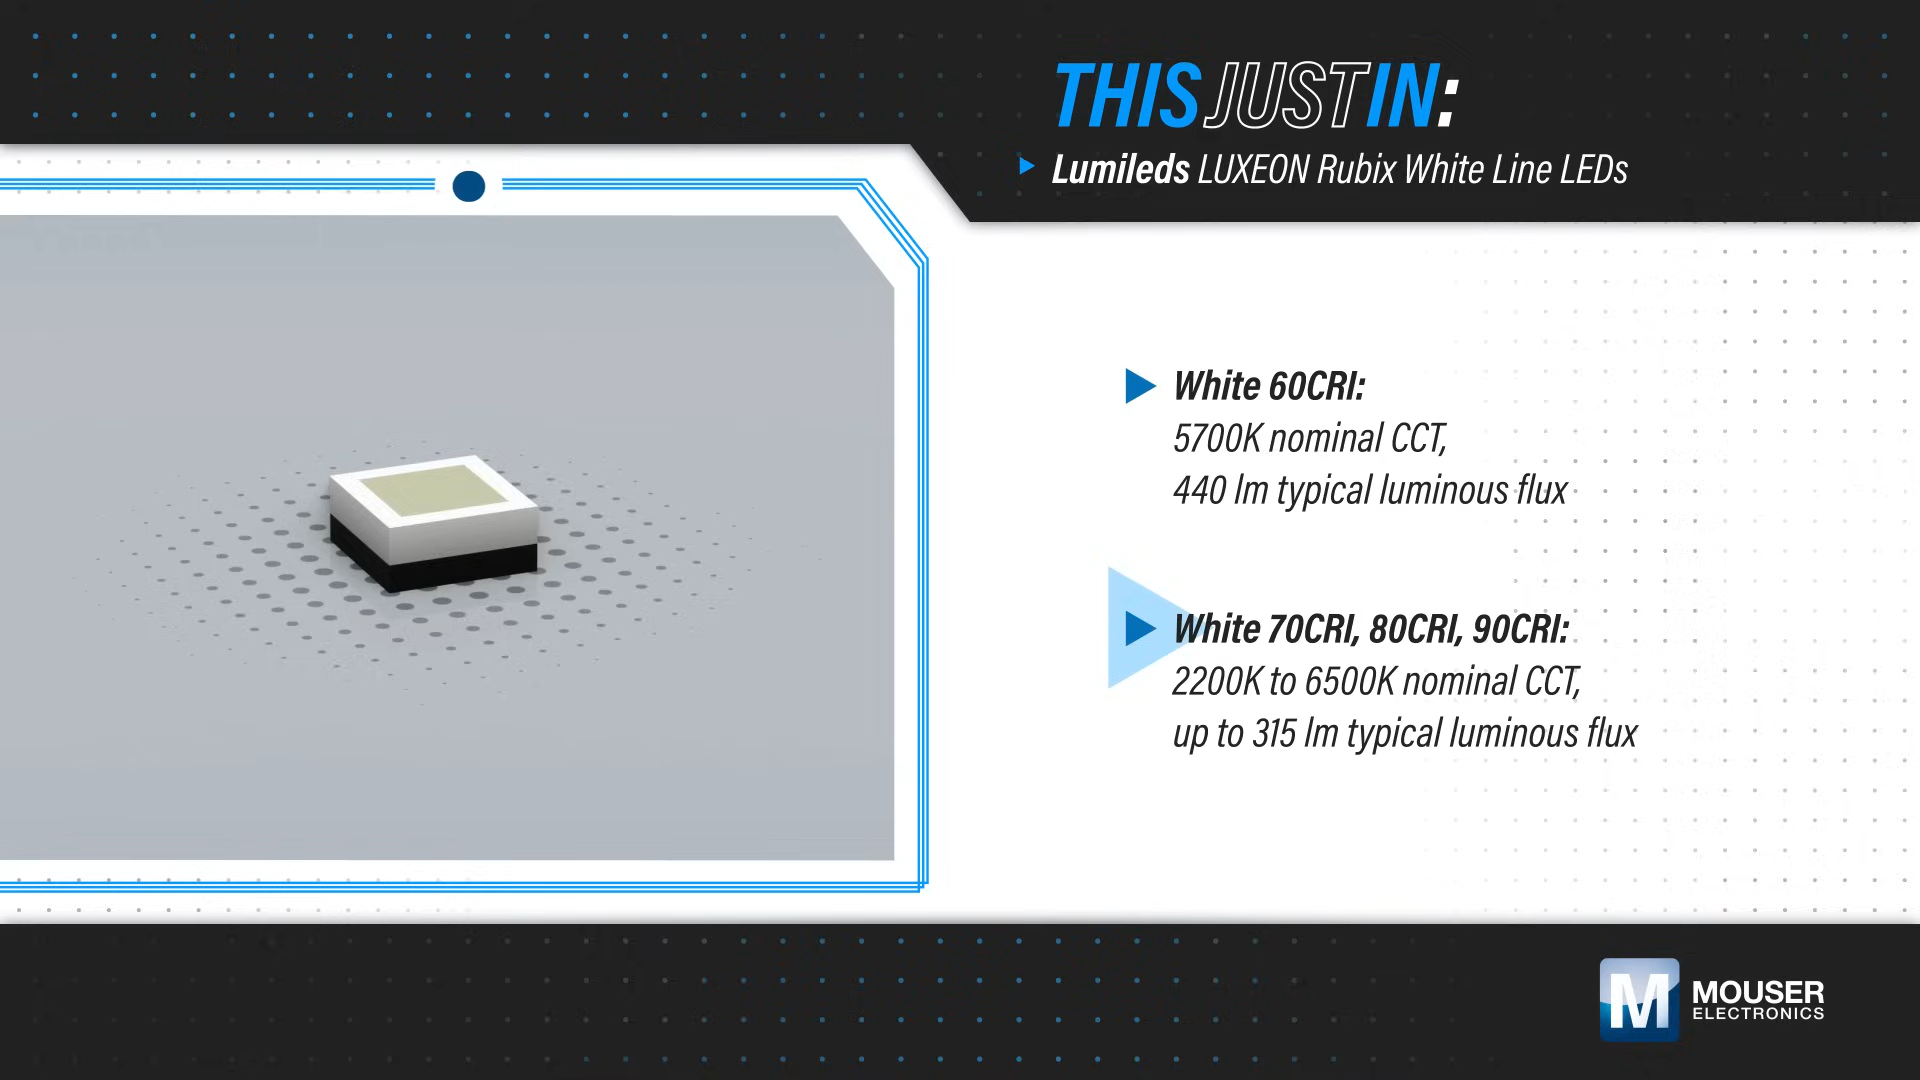 THIS JUST IN:
Lumileds LUXEON Rubix White Line LEDs
White 60CRI:
5700K nominal CCT,
440 lm typical luminous flux
White 70CRI, 80CRI, 90CRI:
2200K to 6500K nominal CCT,
up to 315 lm typical luminous flux
M
MOUSER
ELECTRONICS